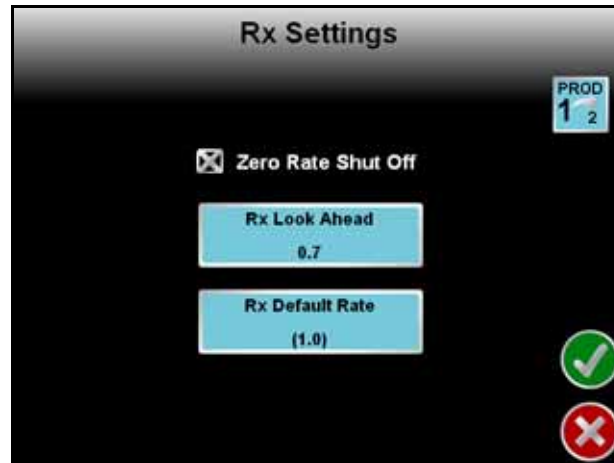 Rx Settings
PROD
1 2
Zero Rate Shut Off
Rx Look Ahead
0.7
Rx Default Rate
(1.0)